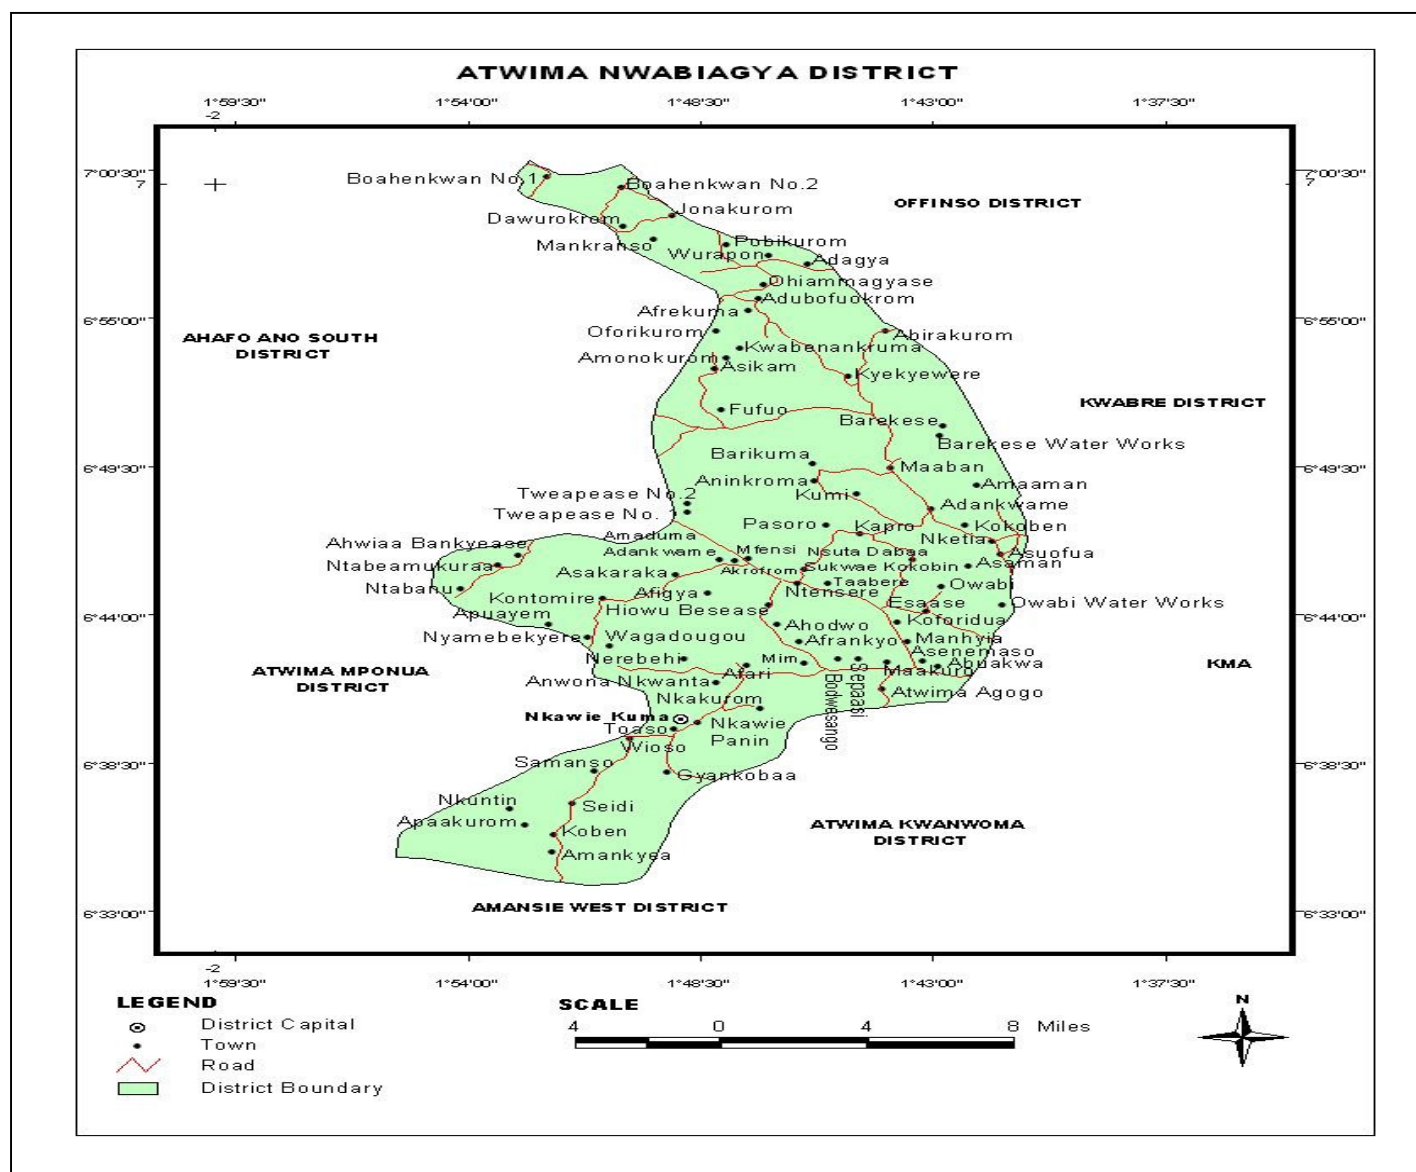 ATWIMA NWABIAGYA DISTRICT
1°59'30" 1°54'00" 1°48'30" 1°43'00" 1°37'30"
-2
7°00'30" 7°00'30"
7 7
Boahenkwan No.1
Boahenkwan No.2
OFFINSO DISTRICT
Jonakurom
Dawurokrom
Mankranso
Pobikurom
Wurapon
Adagya
Ohiammagyase
Adubofuokrom
Afrekuma
6°55'00" 6°55'00"
AHAFO ANO SOUTH
DISTRICT
Oforikurom
Abirakurom
Kwabenankruma
Amonokurom
Asikam
Kyekyewere
KWABRE DISTRICT
Fufuo
Barekese
Barekese Water Works
Barikuma
6°49'30" 6°49'30"
Maaban
Aninkroma
Amaaman
Tweapease No.2
Kumi
Adankwame
Tweapease No. 1
Pasoro
Kapro
Kokoben
Amaduma
Nketia
Ahwiaa Bankyease
Adankwame
Mfensi
Nsuta Dabaa
Asuofua
Ntabeamukuraa
Akrofrom
Sukwae Kokobin
Asaman
Asakaraka
Taabere
Ntabanu
Afigya
Ntensere
Owabi
Kontomire
Hiowu Besease
Esaase
Owabi Water Works
6°44'00" 6°44'00"
Apuayem
Ahodwo
Koforidua
Nyamebekyere
Wagadougou
Afrankyo
Manhyia
Asenemaso
Nerebehi
Mim
Abuakwa
KMA
ATWIMA MPONUA
DISTRICT
Afari
Maakuro
Anwona Nkwanta
Sepaasi
Bodwesango
Atwima Agogo
Nkakurom
Nkawie Kuma
Nkawie
Panin
Toaso
Wioso
6°38'30" 6°38'30"
Samanso
Gyankobaa
Nkuntin
Seidi
Apaakurom
Koben
ATWIMA KWANWOMA
DISTRICT
Amankyea
AMANSIE WEST DISTRICT
6°33'00" 6°33'00"
-2
1°59'30" 1°54'00" 1°48'30" 1°43'00" 1°37'30"
LEGEND
District Capital
Town
Road
District Boundary
SCALE
4 0 4 8 Miles
N